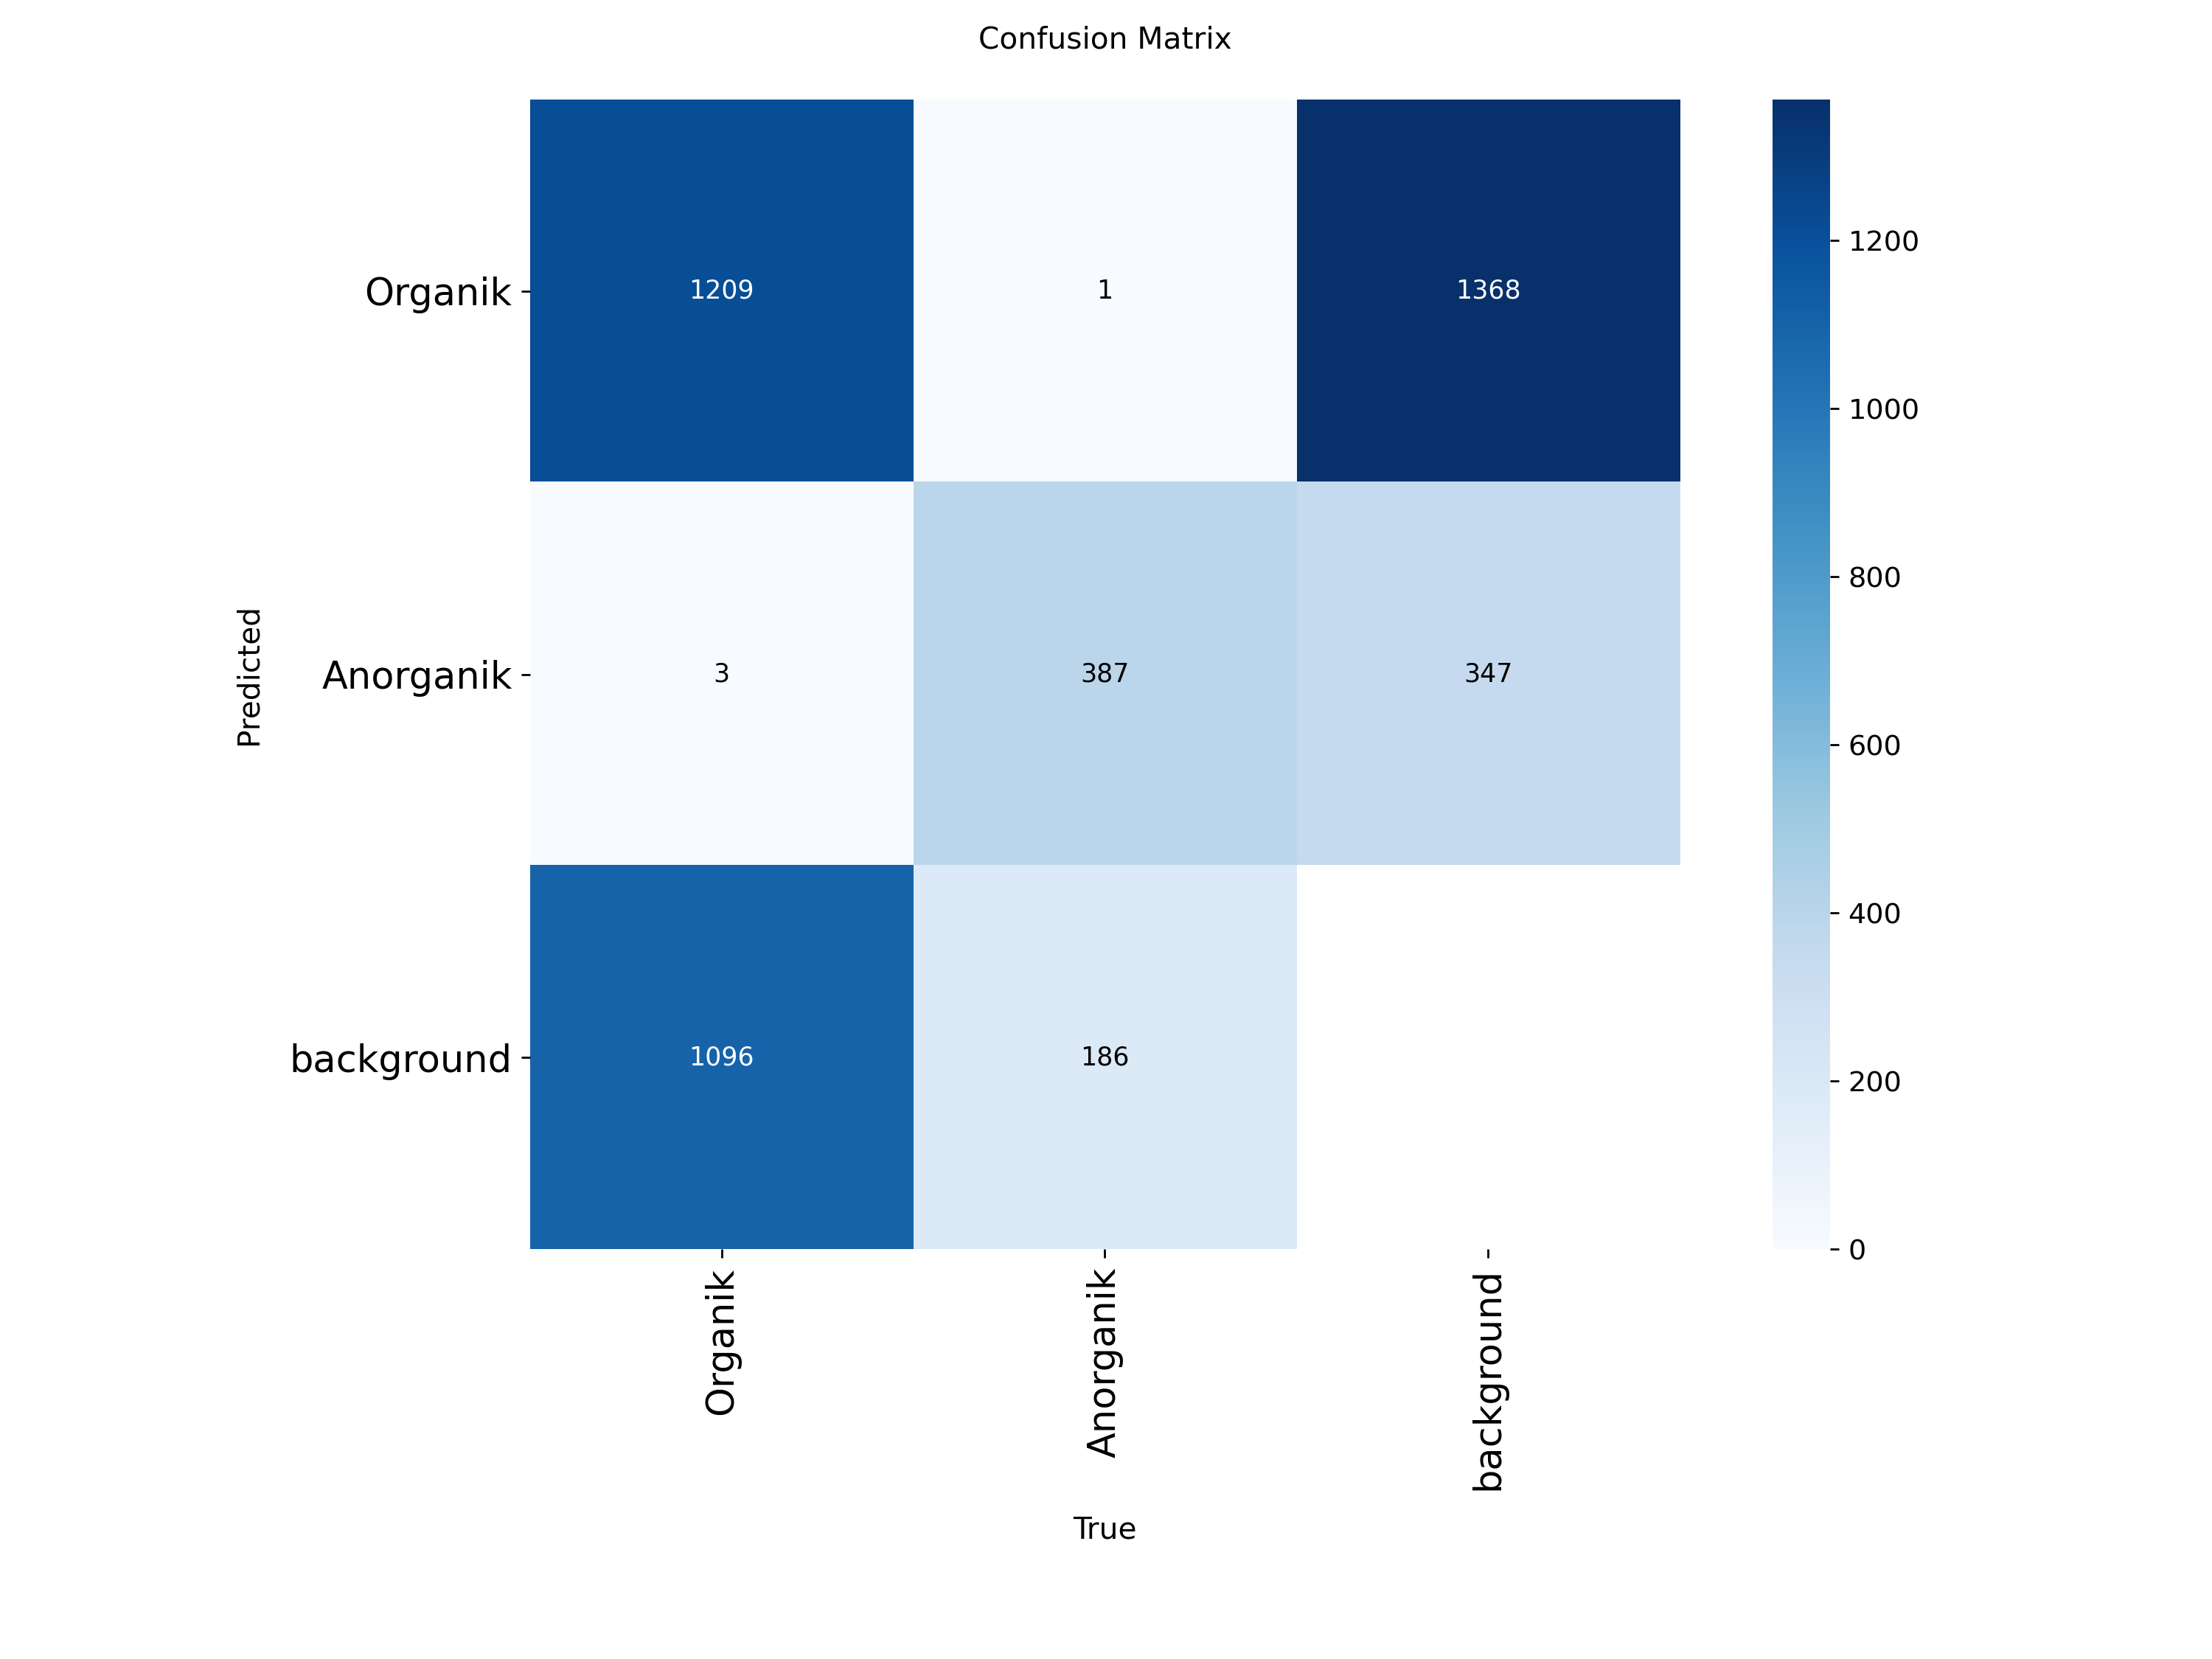 Confusion Matrix
Organik
1209
1
1368
Anorganik
3
387
347
background
1096
186
Predicted
Organik
Anorganik
background
True
1200
1000
800
600
400
200
0